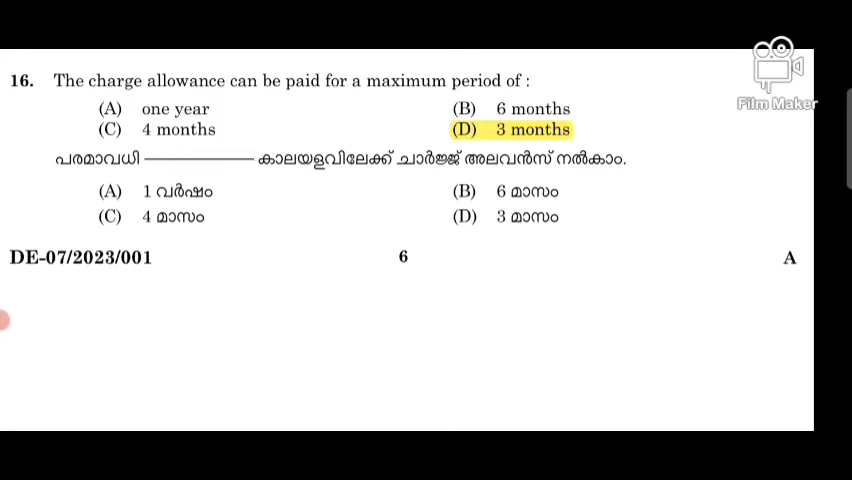 16. The charge allowance can be paid for a maximum period of :
(A) one year (B) 6 months
(C) 4 months (D) 3 months
പരമാവധി ———— കാലയളവിലേക്ക് ചാർജ്ജ് അലവൻസ് നൽകാം.
(A) 1 വർഷം (B) 6 മാസം
(C) 4 മാസം (D) 3 മാസം
DE-07/2023/001 6 A
Film Maker